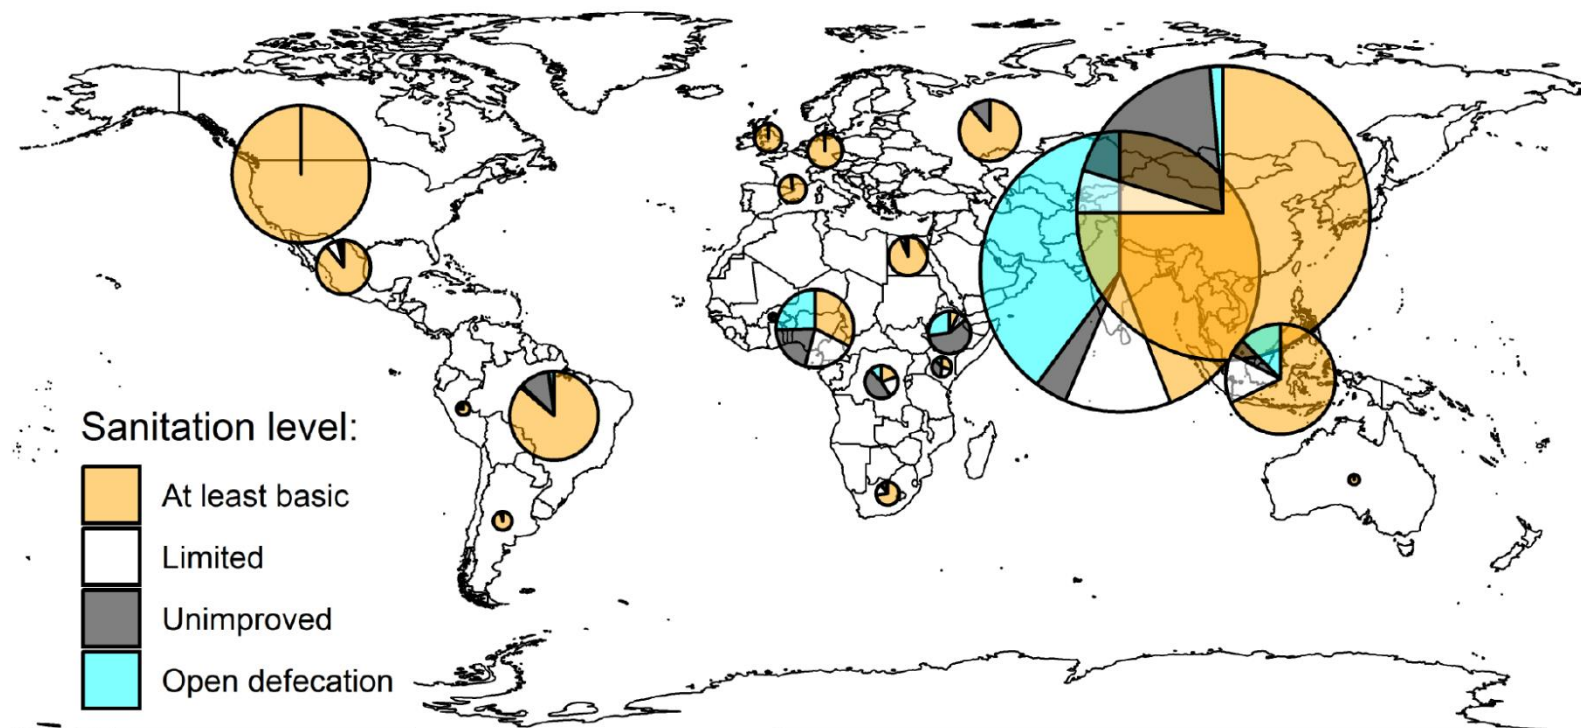 Sanitation level:
At least basic
Limited
Unimproved
Open defecation